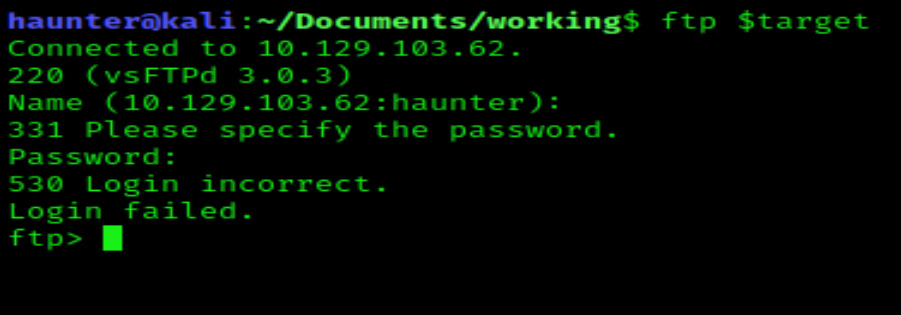 haunter@kali:~/Documents/working$ ftp $target
Connected to 10.129.103.62.
220 (vsFTPd 3.0.3)
Name (10.129.103.62:haunter):
331 Please specify the password.
Password:
530 Login incorrect.
Login failed.
ftp>